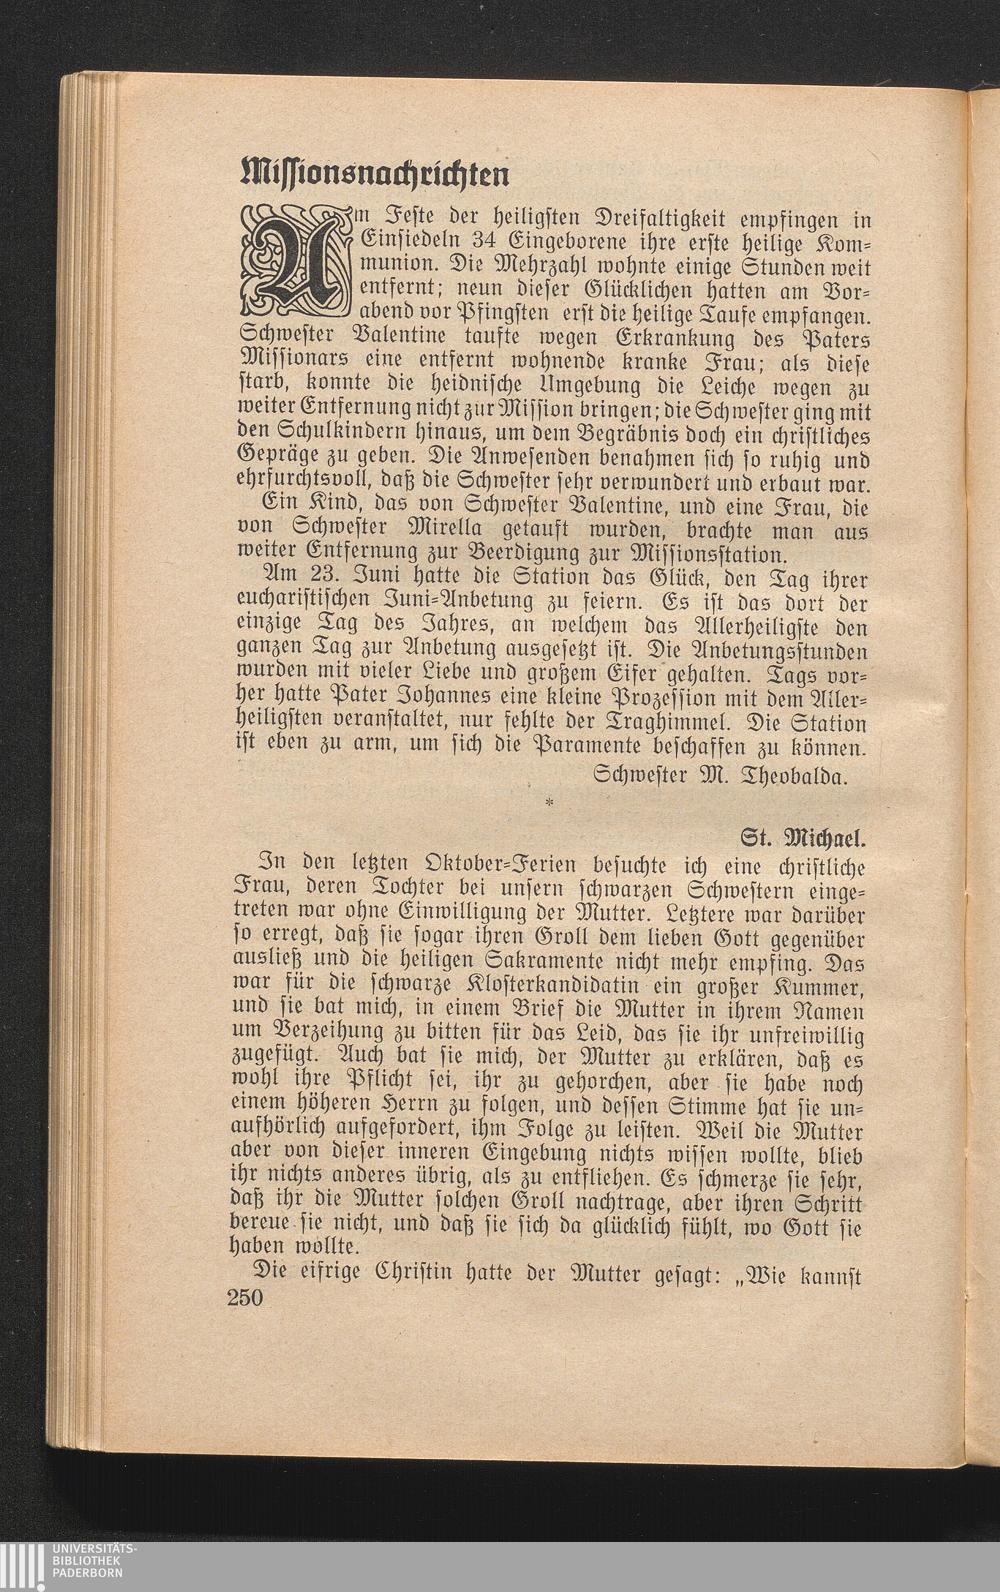 Missionsnachrichten
Am Feste der heiligsten Dreifaltigkeit empfingen in
Einsiedeln 34 Eingeborene ihre erste heilige Kom-
munion. Die Mehrzahl wohnte einige Stunden weit
entfernt; neun dieser Glücklichen hatten am Vor-
abend vor Pfingsten erst die heilige Taufe empfangen.
Schwester Valentine taufte wegen Erkrankung des Paters
Missionars eine entfernt wohnende kranke Frau; als diese
starb, konnte die heidnische Umgebung die Leiche wegen zu
weiter Entfernung nicht zur Mission bringen; die Schwester ging mit
den Schulkindern hinaus, um dem Begräbnis doch ein christliches
Gepräge zu geben. Die Anwesenden benahmen sich so ruhig und
ehrfurchtsvoll, daß die Schwester sehr verwundert und erbaut war.
Ein Kind, das von Schwester Valentine, und eine Frau, die
von Schwester Mirella getauft wurden, brachte man aus
weiter Entfernung zur Beerdigung zur Missionsstation.
Am 23. Juni hatte die Station das Glück, den Tag ihrer
eucharistischen Juni-Anbetung zu feiern. Es ist das dort der
einzige Tag des Jahres, an welchem das Allerheiligste den
ganzen Tag zur Anbetung ausgesetzt ist. Die Anbetungsstunden
wurden mit vieler Liebe und großem Eifer gehalten. Tags vor-
her hatte Pater Johannes eine kleine Prozession mit dem Aller-
heiligsten veranstaltet, nur fehlte der Traghimmel. Die Station
ist eben zu arm, um sich die Paramente beschaffen zu können.
Schwester M. Theobalda.
*
St. Michael.
In den letzten Oktober-Ferien besuchte ich eine christliche
Frau, deren Tochter bei unsern schwarzen Schwestern einge-
treten war ohne Einwilligung der Mutter. Letztere war darüber
so erregt, daß sie sogar ihren Groll dem lieben Gott gegenüber
ausließ und die heiligen Sakramente nicht mehr empfing. Das
war für die schwarze Klosterkandidatin ein großer Kummer,
und sie bat mich, in einem Brief die Mutter in ihrem Namen
um Verzeihung zu bitten für das Leid, das sie ihr unfreiwillig
zugefügt. Auch bat sie mich, der Mutter zu erklären, daß es
wohl ihre Pflicht sei, ihr zu gehorchen, aber sie habe noch
einem höheren Herrn zu folgen, und dessen Stimme hat sie un-
aufhörlich aufgefordert, ihm Folge zu leisten. Weil die Mutter
aber von dieser inneren Eingebung nichts wissen wollte, blieb
ihr nichts anderes übrig, als zu entfliehen. Es schmerze sie sehr,
daß ihr die Mutter solchen Groll nachtrage, aber ihren Schritt
bereue sie nicht, und daß sie sich da glücklich fühlt, wo Gott sie
haben wollte.
Die eifrige Christin hatte der Mutter gesagt: „Wie kannst
250
UNIVERSITÄTS-
BIBLIOTHEK
PADERBORN